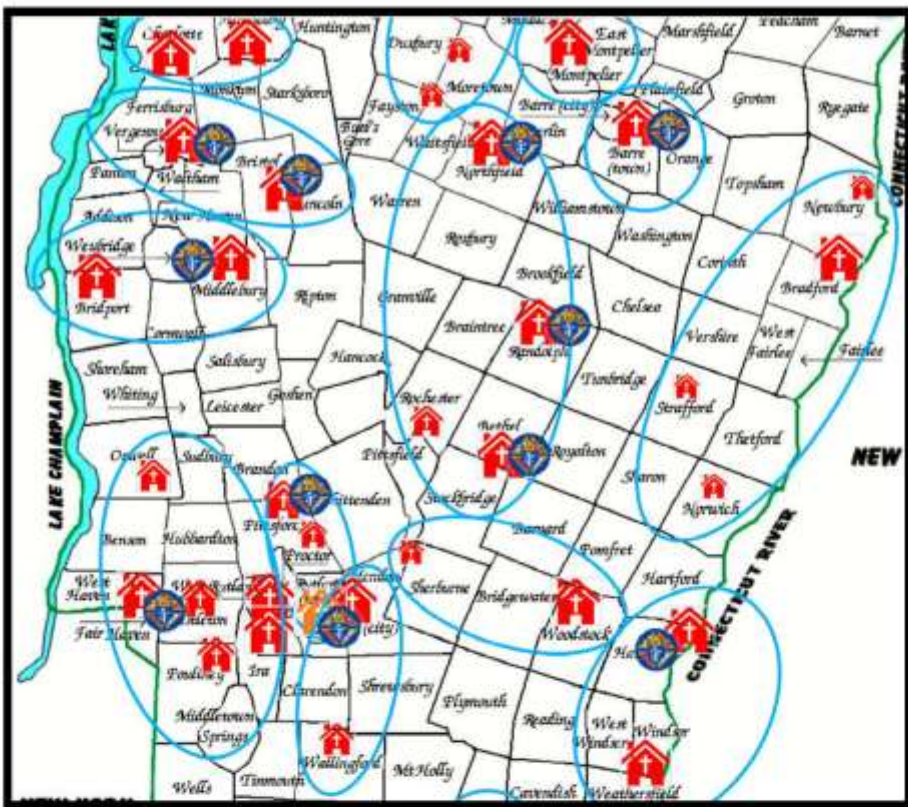 LAKE
Charlotte
Huntington
Duxbury
East
Montpelier
Montpelier
Marshfield
Peacham
Barnet
Monkton
Starksboro
Moretown
Fayston
Barre (city)
Plainfield
Groton
Ryegate
CONNECTICUT
Ferrisburg
Vergennes
Buel's
Gore
Waitsfield
Northfield
Barre
(town)
Orange
Panton
Waltham
Bristol
Topsham
Newbury
Addison
New Haven
Warren
Williamstown
Washington
Weybridge
Roxbury
Corinth
Brookfield
Bradford
Bridport
Middlebury
Ripton
Granville
Chelsea
Cornwall
Braintree
Vershire
West
Fairlee
Fairlee
Shoreham
Salisbury
Hancock
Randolph
Tunbridge
Whiting
Leicester
Goshen
Rochester
Strafford
LAKE CHAMPLAIN
Bethel
Royalton
Thetford
Orwell
Sudbury
Brandon
Pittsfield
Sharon
NEW
Norwich
Stockbridge
Benson
Hubbardton
Proctor
Barnard
Pomfret
Hartford
West
Haven
Sherburne
Bridgewater
Woodstock
CONNECTICUT RIVER
Fair Haven
(city)
Poultney
Ira
Clarendon
Shrewsbury
Plymouth
Reading
West
Windsor
Windsor
Middletown
Springs
Wallingford
Wells
Tinmouth
Mt Holly
Cavendish
Weathersfield